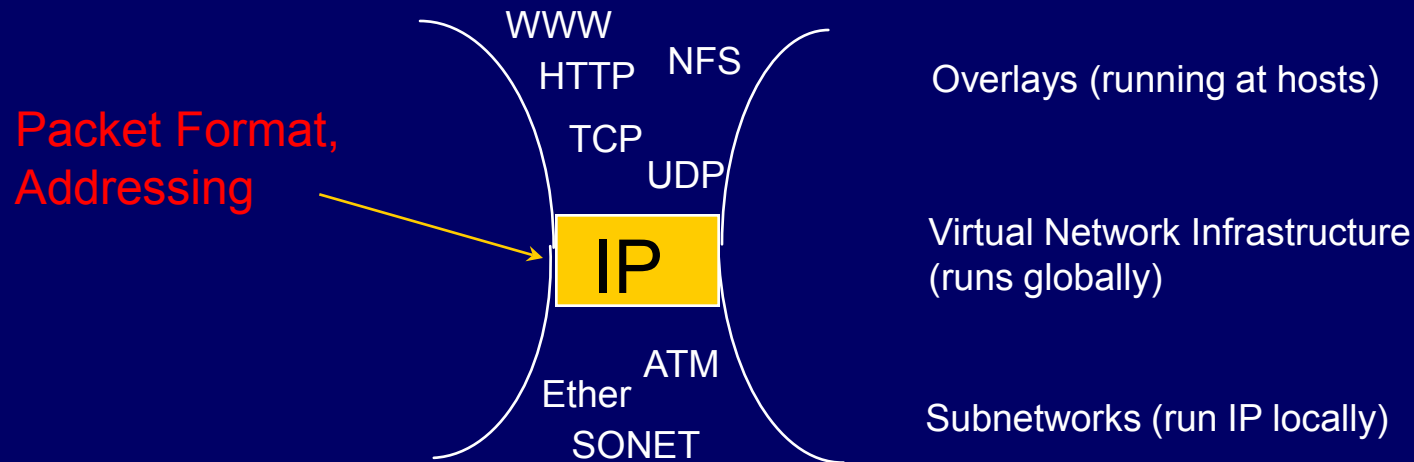 WWW
HTTP NFS
Overlays (running at hosts)
Packet Format,
Addressing
TCP
UDP
IP
Virtual Network Infrastructure
(runs globally)
ATM
Ether
SONET
Subnetworks (run IP locally)